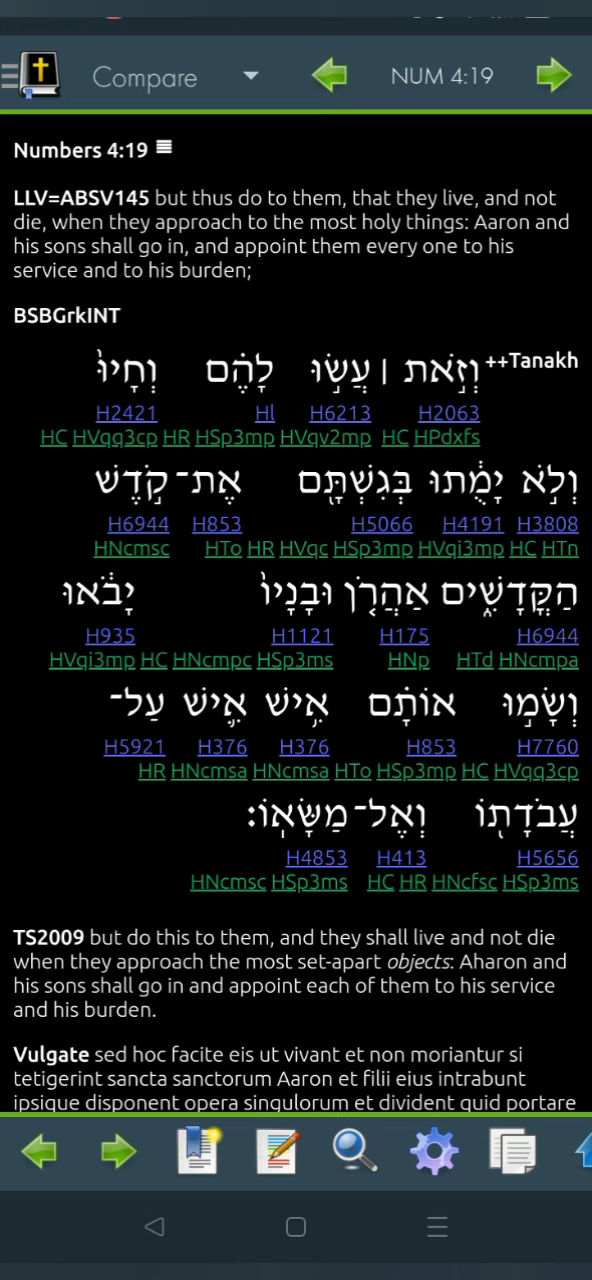 Compare
NUM 4:19
Numbers 4:19
LLV=ABSV145 but thus do to them, that they live, and not
die, when they approach to the most holy things: Aaron and
his sons shall go in, and appoint them every one to his
service and to his burden;
BSBGrkINT
++Tanakh וְזֹ֣את ׀ עֲשׂ֣וּ לָהֶ֗ם וְחָיוּ֙
H2421 Hl H6213 H2063
HC HVqq3cp HR HSp3mp HVqv2mp HC HPdxfs
וְלֹ֣א יָמֻ֔תוּ בְּגִשְׁתָּ֖ם אֶת־ קֹ֣דֶשׁ
H6944 H853 H5066 H4191 H3808
HNcmsc HTo HR HVqc HSp3mp HVqi3mp HC HTn
הַקֳּדָשִׁ֑ים אַהֲרֹ֤ן וּבָנָיו֙ יָבֹ֔אוּ
H935 H1121 H175 H6944
HVqi3mp HC HNcmpc HSp3ms HNp HTd HNcmpa
וְשָׂמ֣וּ אוֹתָ֗ם אִ֥ישׁ אִ֛ישׁ עַל־
H5921 H376 H376 H853 H7760
HR HNcmsa HNcmsa HTo HSp3mp HC HVqq3cp
עֲבֹדָת֖וֹ וְאֶל־ מַשָּׂאֽוֹ׃
H4853 H413 H5656
HNcmsc HSp3ms HC HR HNcfsc HSp3ms
TS2009 but do this to them, and they shall live and not die
when they approach the most set-apart objects: Aharon and
his sons shall go in and appoint each of them to his service
and his burden.
Vulgate sed hoc facite eis ut vivant et non moriantur si
tetigerint sancta sanctorum Aaron et filii eius intrabunt
ipsique disponent opera singulorum et divident quid portare